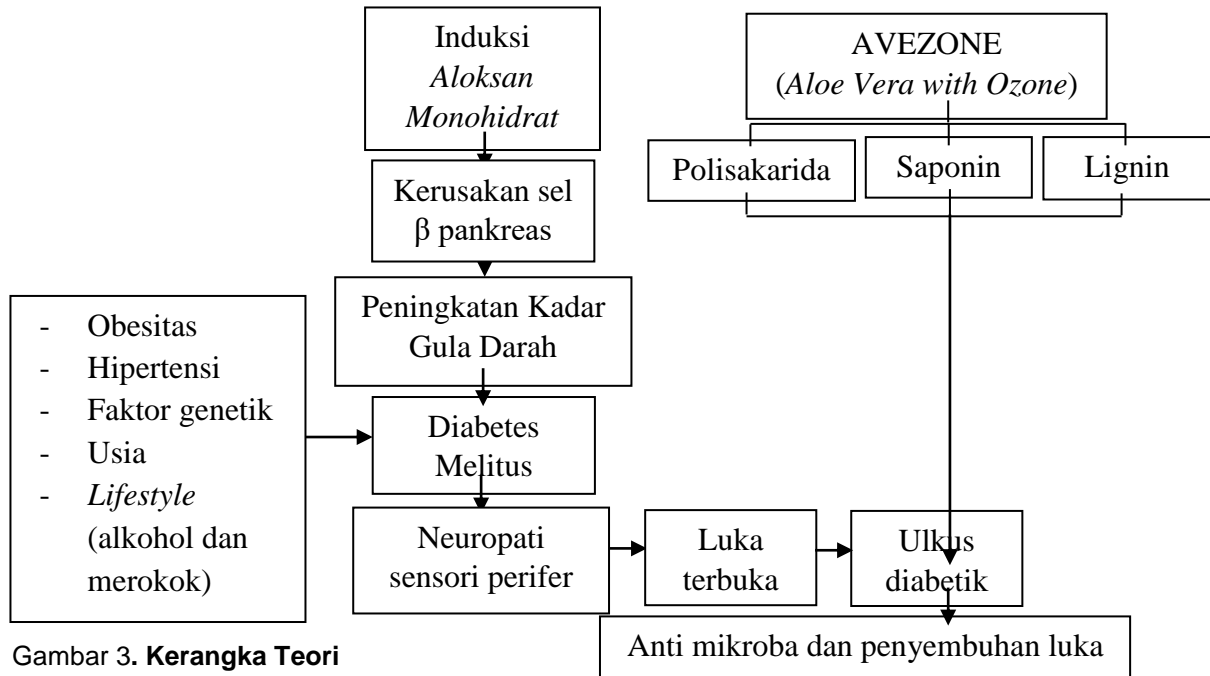 Induksi
Aloksan
Monohidrat
AVEZONE
(Aloe Vera with Ozone)
Polisakarida
Saponin
Lignin
Kerusakan sel
β pankreas
Peningkatan Kadar
Gula Darah
- Obesitas
- Hipertensi
- Faktor genetik
- Usia
- Lifestyle
(alkohol dan
merokok)
Diabetes
Melitus
Neuropati
sensori perifer
Luka
terbuka
Ulkus
diabetik
Anti mikroba dan penyembuhan luka
Gambar 3. Kerangka Teori